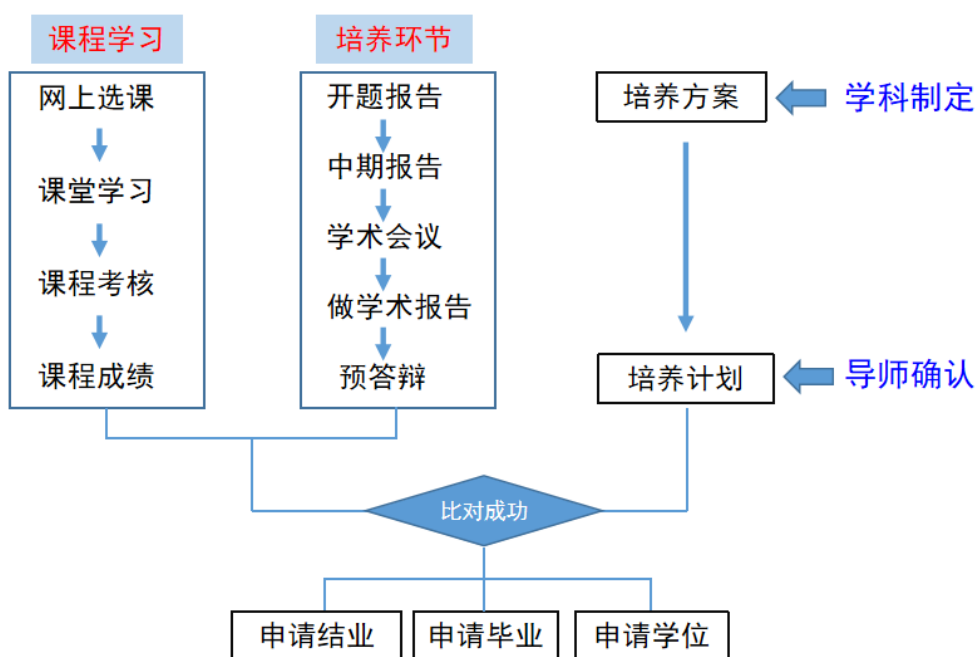 课程学习
网上选课
课堂学习
课程考核
课程成绩
培养环节
开题报告
中期报告
学术会议
做学术报告
预答辩
培养方案
学科制定
培养计划
导师确认
比对成功
申请结业
申请毕业
申请学位